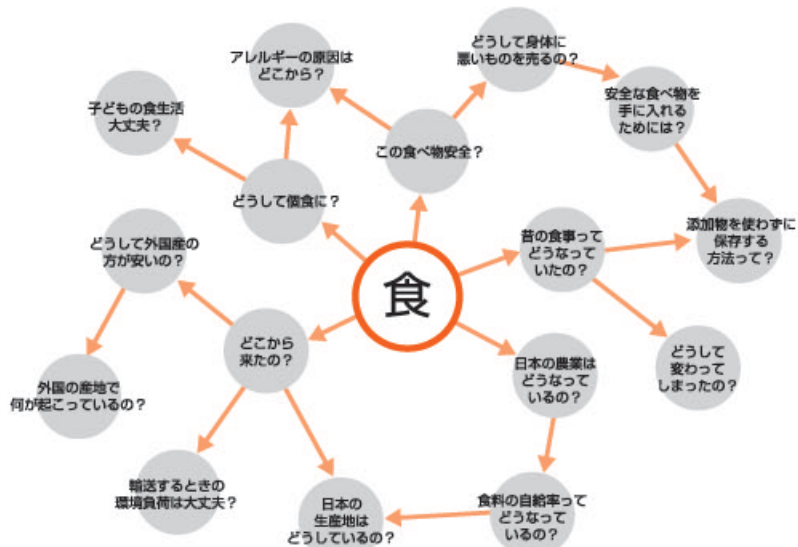 どうして身体に
悪いものを売るの？
アレルギーの原因は
どこから？
安全な食べ物を
手に入れる
ためには？
子どもの食生活
大丈夫？
この食べ物安全？
どうして個食に？
添加物を使わずに
保存する
方法って？
昔の食事って
どうなって
いたの？
どうして外国産の
方が安いの？
食
どこから
来たの？
日本の農業は
どうなって
いるの？
どうして
変わって
しまったの？
外国の産地で
何が起こっているの？
輸送するときの
環境負荷は大丈夫？
日本の
生産地は
どうしているの？
食料の自給率って
どうなって
いるの？